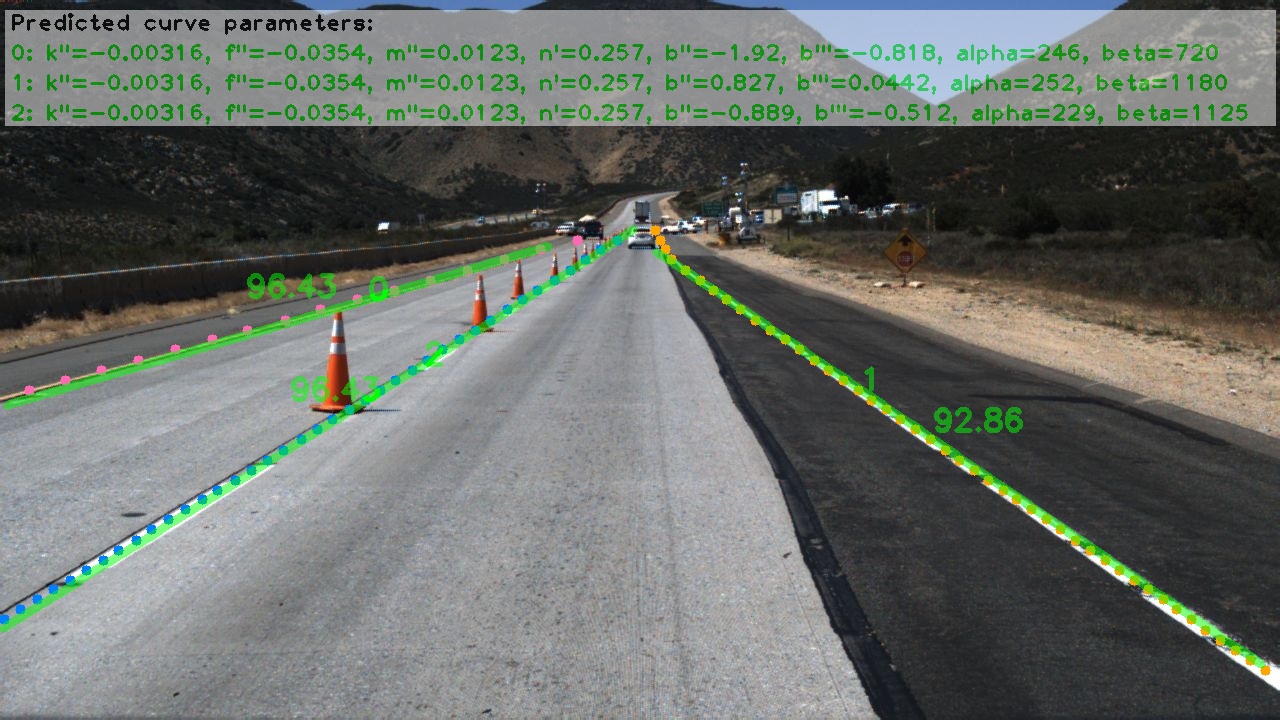 Predicted curve parameters:
0: k''=-0.00316, f''=-0.0354, m''=0.0123, n'=0.257, b''=-1.92, b'''=-0.818, alpha=246, beta=720
1: k''=-0.00316, f''=-0.0354, m''=0.0123, n'=0.257, b''=0.827, b'''=0.0442, alpha=252, beta=1180
2: k''=-0.00316, f''=-0.0354, m''=0.0123, n'=0.257, b''=-0.889, b'''=-0.512, alpha=229, beta=1125
96.43 0
2
96.43
1
92.86